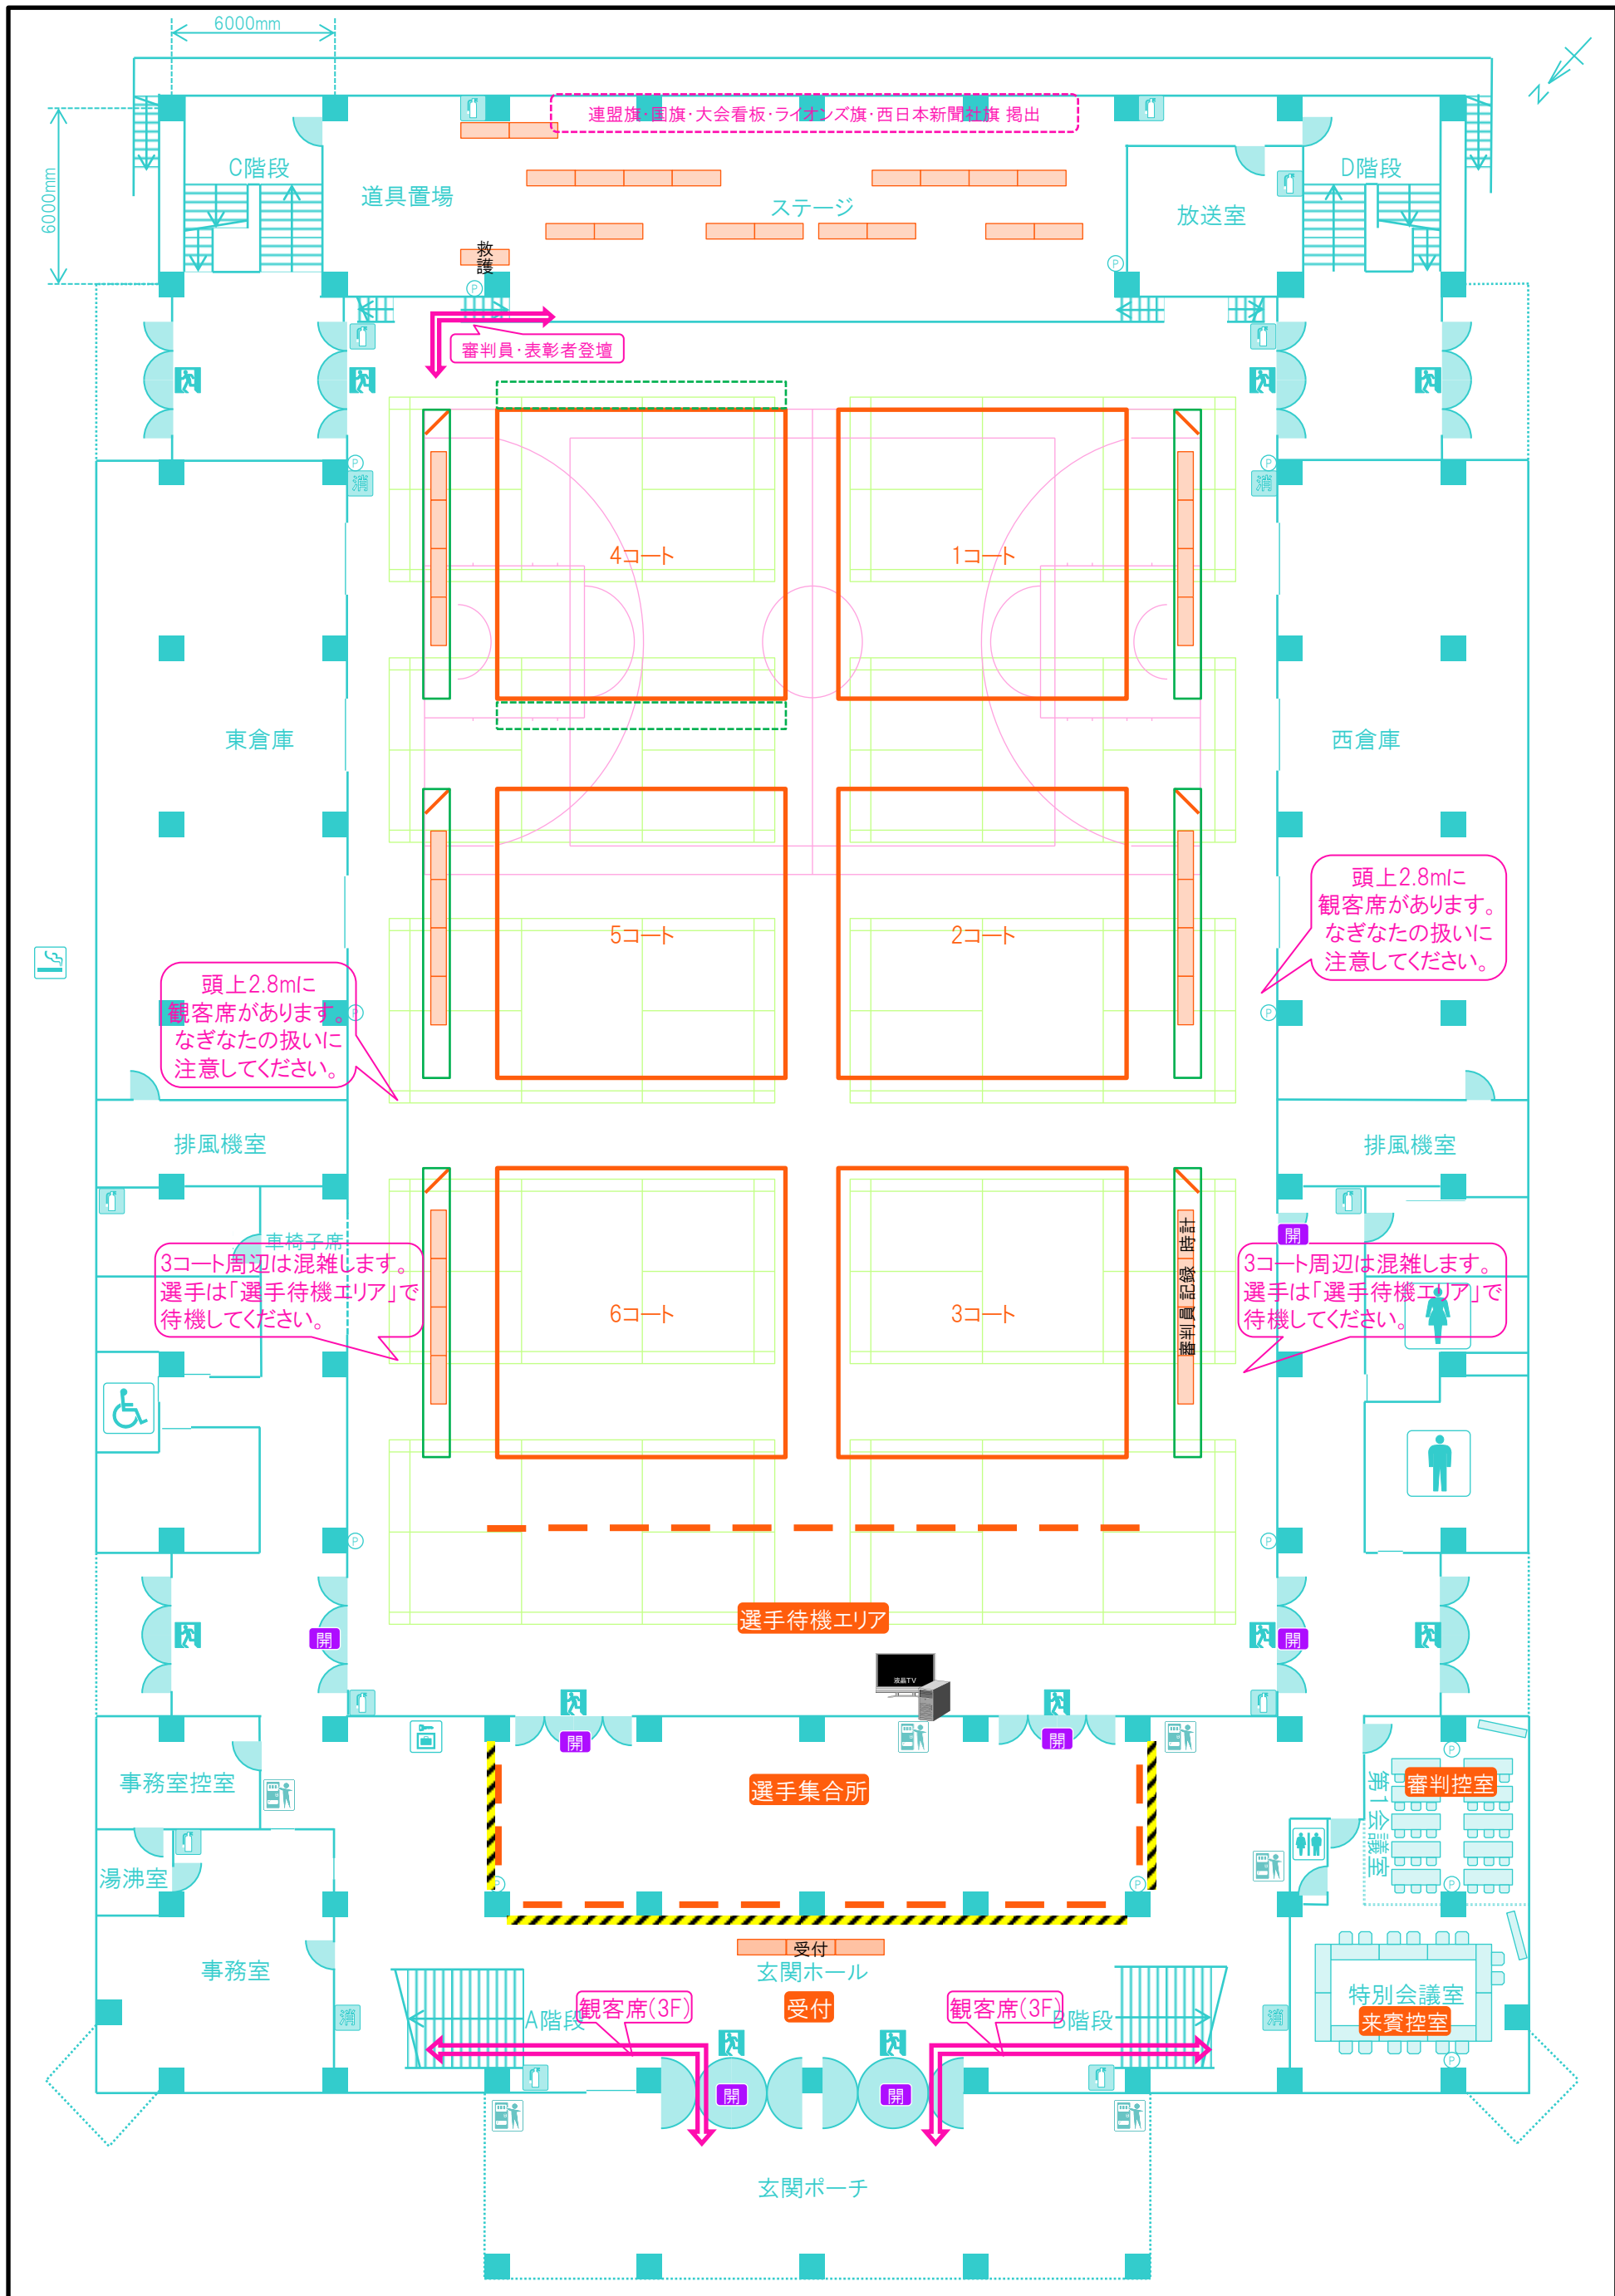 6000mm
6000mm
N
連盟旗・国旗・大会看板・ライオンズ旗・西日本新聞社旗 掲出
C階段
道具置場
ステージ
放送室
D階段
救護
P
P
審判員・表彰者登壇
P
消
P
消
4コート
1コート
東倉庫
西倉庫
5コート
2コート
頭上2.8mに
観客席があります。
なぎなたの扱いに
注意してください。
頭上2.8mに
観客席があります。
なぎなたの扱いに
注意してください。
P
P
排風機室
排風機室
車椅子席
開
3コート周辺は混雑します。
選手は「選手待機エリア」で
待機してください。
3コート周辺は混雑します。
選手は「選手待機エリア」で
待機してください。
6コート
3コート
審判員 記録 時計
P
P
選手待機エリア
開
開
液晶TV
開
開
事務室控室
選手集合所
第1会議室
審判控室
P
湯沸室
P
P
P
受付
事務室
玄関ホール
受付
特別会議室
来賓控室
消
消
A階段
観客席(3F)
観客席(3F)
B階段
P
開
開
玄関ポーチ